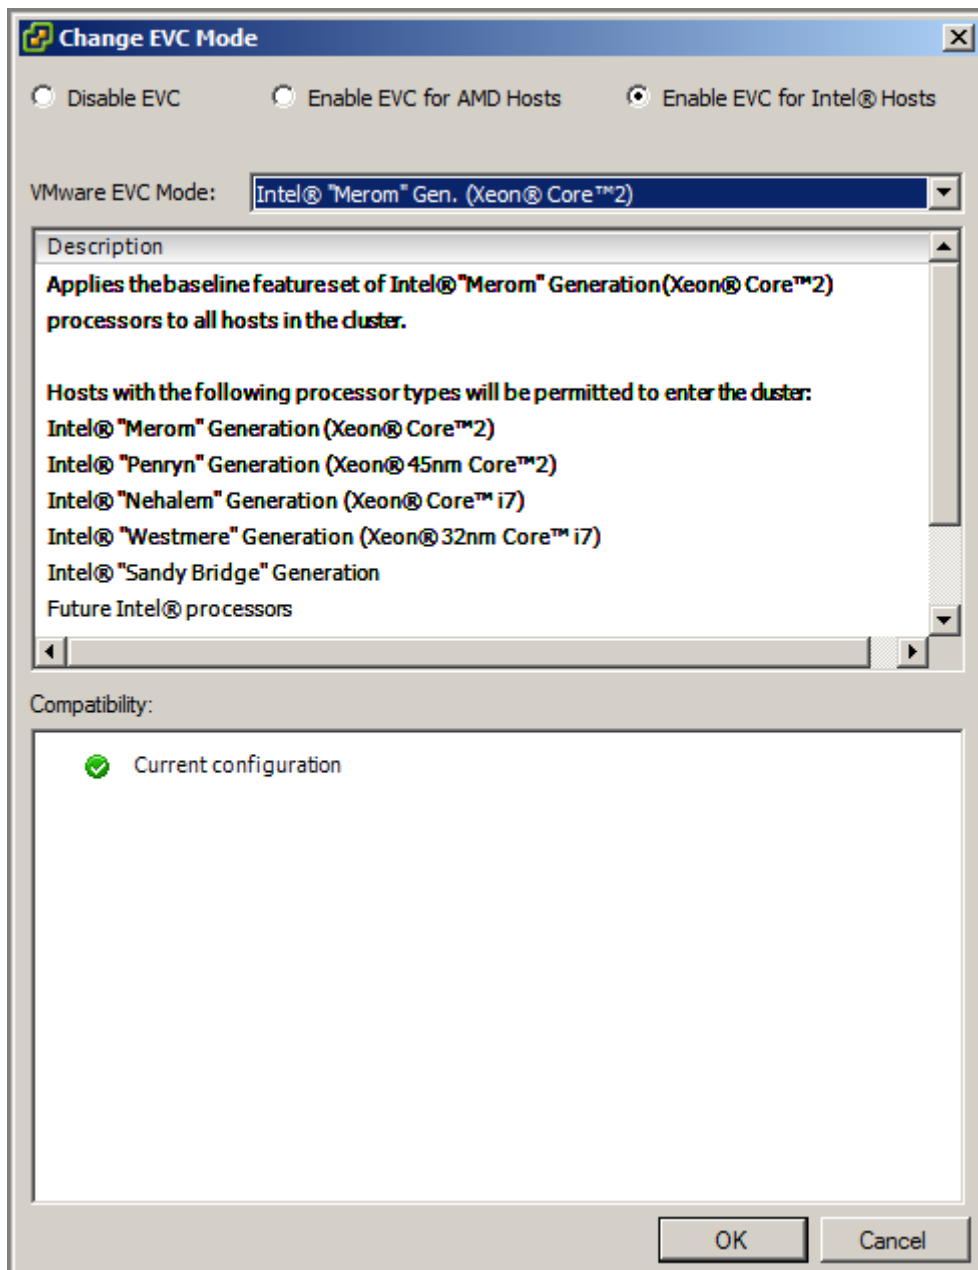 Change EVC Mode
Disable EVC Enable EVC for AMD Hosts Enable EVC for Intel® Hosts
VMware EVC Mode: Intel® "Merom" Gen. (Xeon® Core™2)
Description
Applies the baseline feature set of Intel® "Merom" Generation (Xeon® Core™2)
processors to all hosts in the cluster.
Hosts with the following processor types will be permitted to enter the cluster:
Intel® "Merom" Generation (Xeon® Core™2)
Intel® "Penryn" Generation (Xeon® 45nm Core™2)
Intel® "Nehalem" Generation (Xeon® Core™ i7)
Intel® "Westmere" Generation (Xeon® 32nm Core™ i7)
Intel® "Sandy Bridge" Generation
Future Intel® processors
Compatibility:
Current configuration
OK Cancel